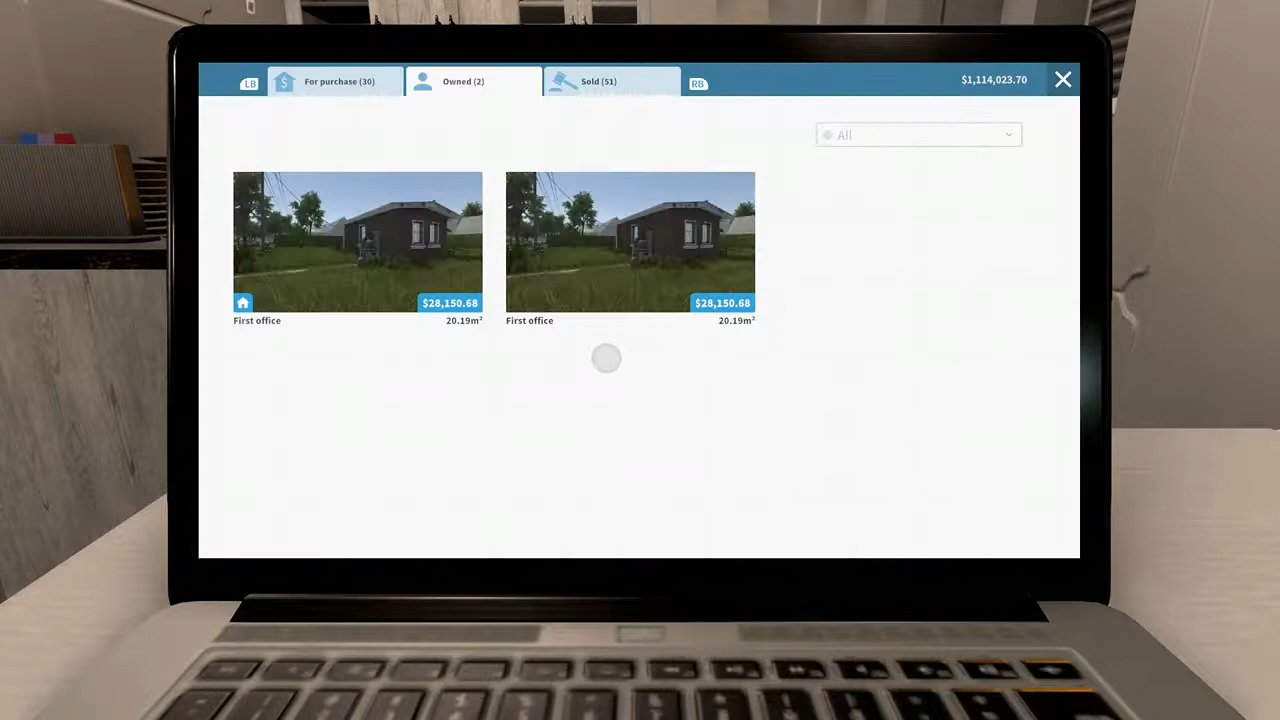 LB
For purchase (30)
Owned (2)
Sold (51)
RB
$1,114,023.70
All
$28,150.68
$28,150.68
First office
20.19m²
First office
20.19m²